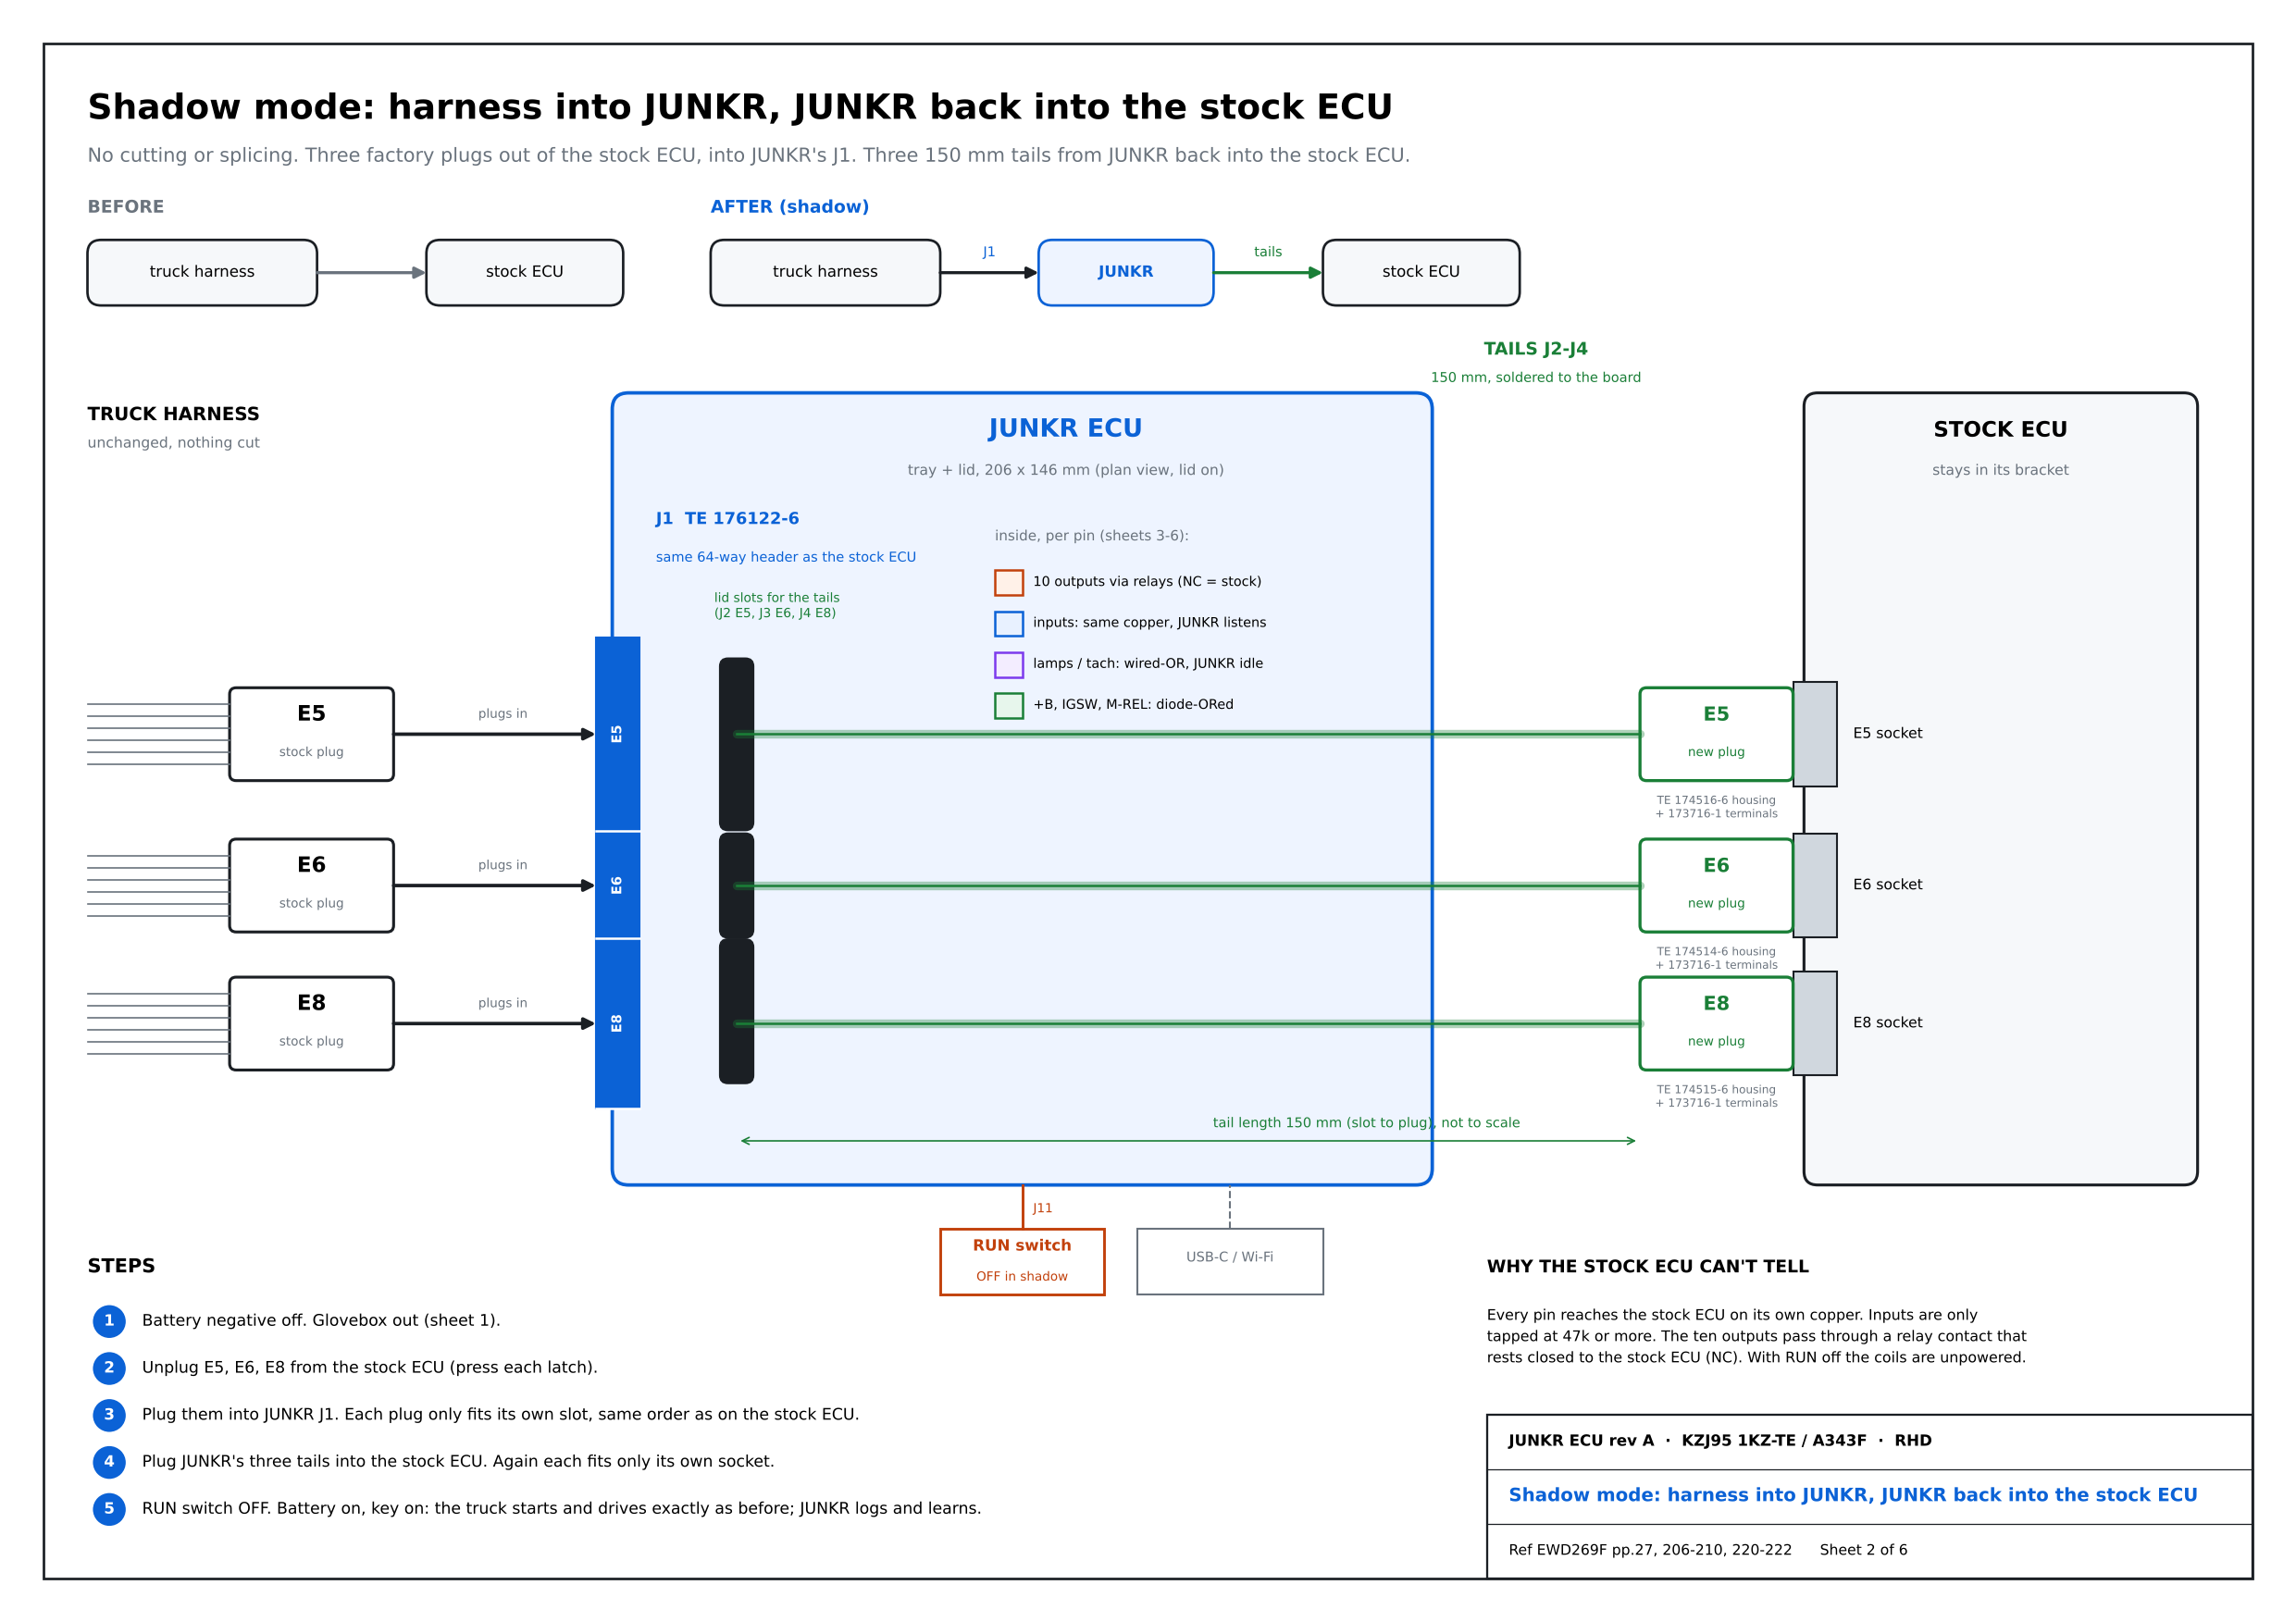 Shadow mode: harness into JUNKR, JUNKR back into the stock ECU
No cutting or splicing. Three factory plugs out of the stock ECU, into JUNKR's J1. Three 150 mm tails from JUNKR back into the stock ECU.
BEFORE
AFTER (shadow)
truck harness
stock ECU
truck harness
J1
JUNKR
tails
stock ECU
TAILS J2-J4
150 mm, soldered to the board
TRUCK HARNESS
unchanged, nothing cut
JUNKR ECU
tray + lid, 206 x 146 mm (plan view, lid on)
STOCK ECU
stays in its bracket
J1 TE 176122-6
same 64-way header as the stock ECU
lid slots for the tails
(J2 E5, J3 E6, J4 E8)
inside, per pin (sheets 3-6):
10 outputs via relays (NC = stock)
inputs: same copper, JUNKR listens
lamps / tach: wired-OR, JUNKR idle
+B, IGSW, M-REL: diode-ORed
E5
stock plug
plugs in
E5
E5
new plug
E5 socket
TE 174516-6 housing
+ 173716-1 terminals
E6
stock plug
plugs in
E6
E6
new plug
E6 socket
TE 174514-6 housing
+ 173716-1 terminals
E8
stock plug
plugs in
E8
E8
new plug
E8 socket
TE 174515-6 housing
+ 173716-1 terminals
tail length 150 mm (slot to plug), not to scale
J11
RUN switch
OFF in shadow
USB-C / Wi-Fi
STEPS
1 Battery negative off. Glovebox out (sheet 1).
2 Unplug E5, E6, E8 from the stock ECU (press each latch).
3 Plug them into JUNKR J1. Each plug only fits its own slot, same order as on the stock ECU.
4 Plug JUNKR's three tails into the stock ECU. Again each fits only its own socket.
5 RUN switch OFF. Battery on, key on: the truck starts and drives exactly as before; JUNKR logs and learns.
WHY THE STOCK ECU CAN'T TELL
Every pin reaches the stock ECU on its own copper. Inputs are only
tapped at 47k or more. The ten outputs pass through a relay contact that
rests closed to the stock ECU (NC). With RUN off the coils are unpowered.
JUNKR ECU rev A · KZJ95 1KZ-TE / A343F · RHD
Shadow mode: harness into JUNKR, JUNKR back into the stock ECU
Ref EWD269F pp.27, 206-210, 220-222 Sheet 2 of 6